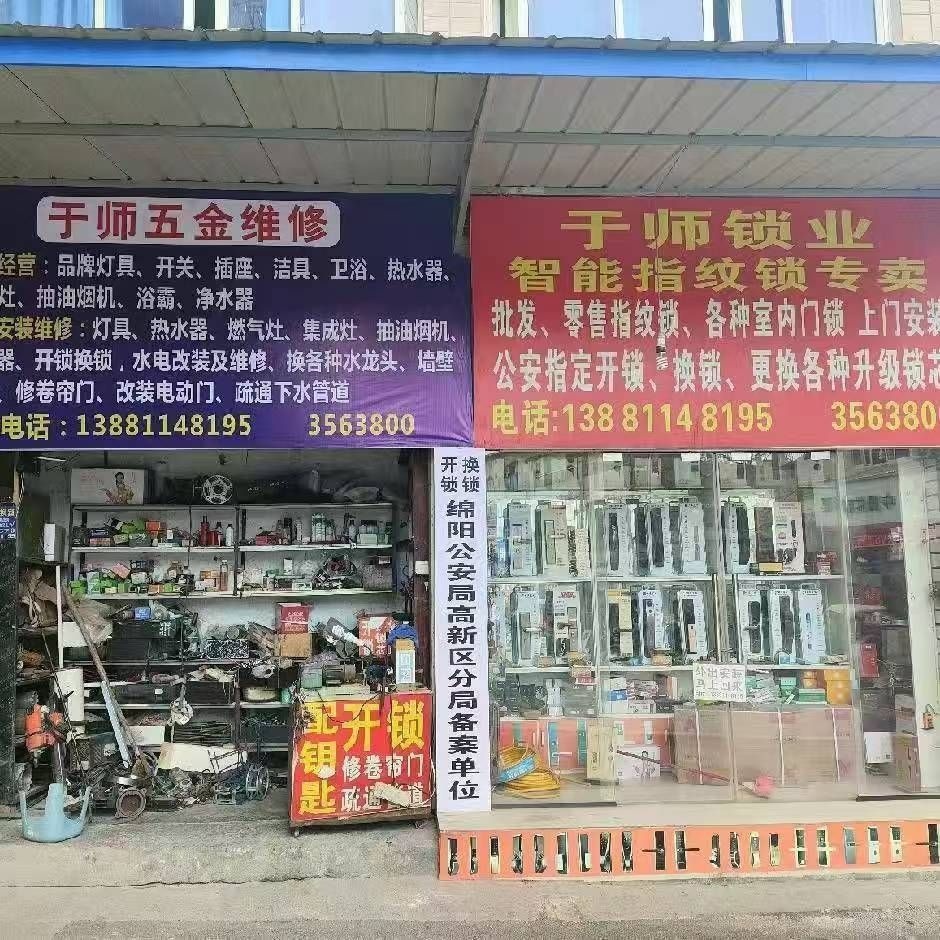 于师五金维修
经营：品牌灯具、开关、插座、洁具、卫浴、热水器、
灶、抽油烟机、浴霸、净水器
安装维修：灯具、热水器、燃气灶、集成灶、抽油烟机、
器、开锁换锁，水电改装及维修、换各种水龙头、墙壁
、修卷帘门、改装电动门、疏通下水管道
电话：13881148195 3563800
于师锁业
智能指纹锁专卖
批发、零售指纹锁、各种室内门锁 上门安装
公安指定开锁、换锁、更换各种升级锁芯
电话:13881148195 3563800
开锁 换锁
绵阳公安局高新区分局备案单位
配钥匙
开锁
修卷帘门
疏通 道